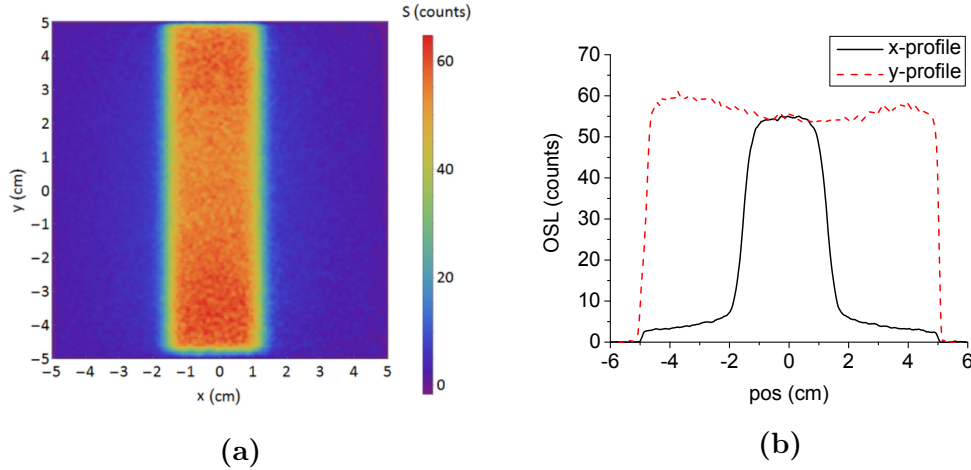 S (counts)
5
4
3
2
1
0
−1
−2
−3
−4
−5
y (cm)
−5 −4 −3 −2 −1 0 1 2 3 4 5
x (cm)
60
40
20
0
(a)
x-profile
y-profile
70
60
50
40
30
20
10
0
OSL (counts)
-6 -4 -2 0 2 4 6
pos (cm)
(b)